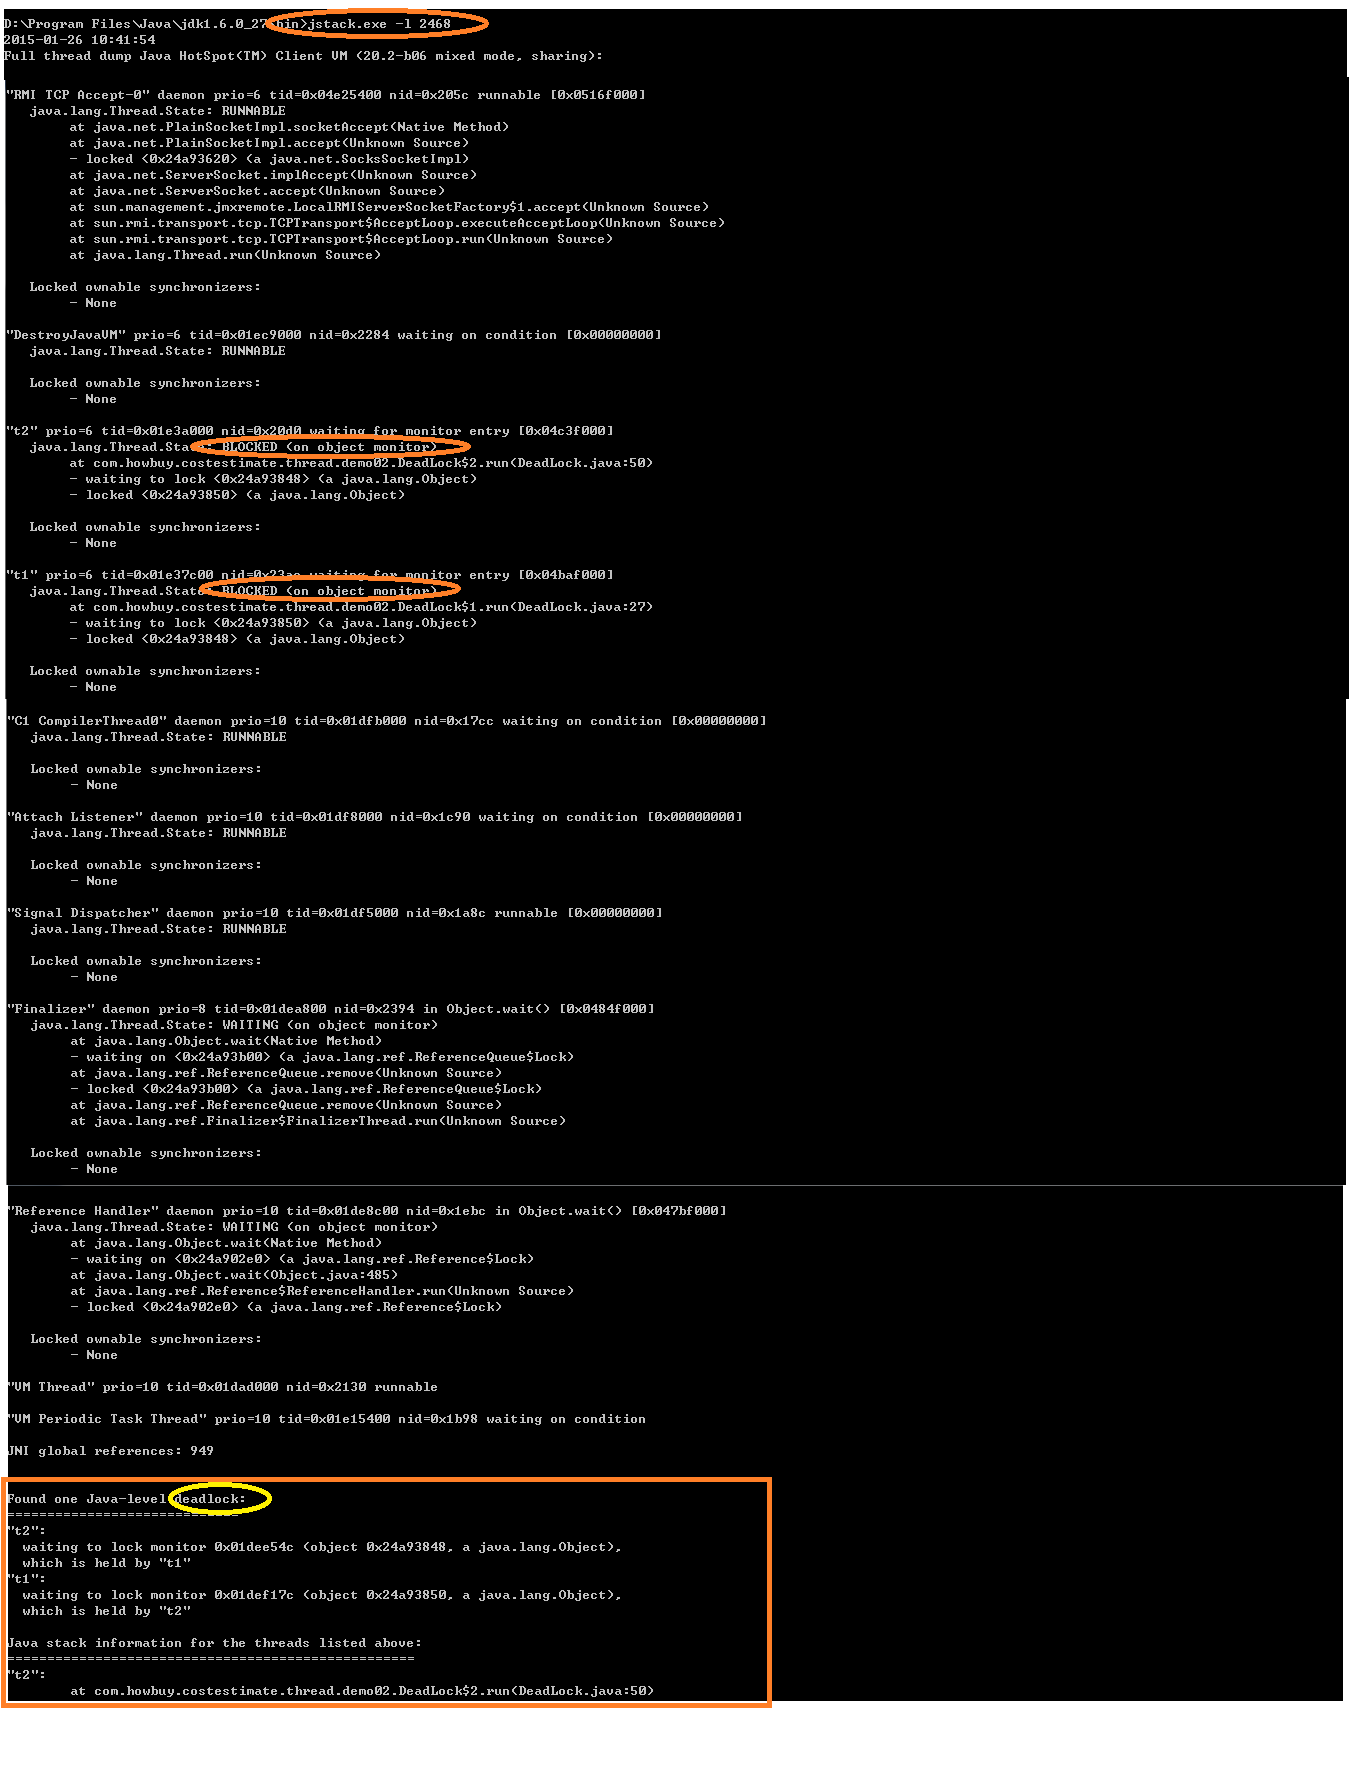 D:\Program Files\Java\jdk1.6.0_27\bin>jstack.exe -l 2468
2015-01-26 10:41:54
Full thread dump Java HotSpot(TM) Client VM (20.2-b06 mixed mode, sharing):
"RMI TCP Accept-0" daemon prio=6 tid=0x04e25400 nid=0x205c runnable [0x0516f000]
java.lang.Thread.State: RUNNABLE
at java.net.PlainSocketImpl.socketAccept(Native Method)
at java.net.PlainSocketImpl.accept(Unknown Source)
- locked <0x24a93620> (a java.net.SocksSocketImpl)
at java.net.ServerSocket.implAccept(Unknown Source)
at java.net.ServerSocket.accept(Unknown Source)
at sun.management.jmxremote.LocalRMIServerSocketFactory$1.accept(Unknown Source)
at sun.rmi.transport.tcp.TCPTransport$AcceptLoop.executeAcceptLoop(Unknown Source)
at sun.rmi.transport.tcp.TCPTransport$AcceptLoop.run(Unknown Source)
at java.lang.Thread.run(Unknown Source)
Locked ownable synchronizers:
- None
"DestroyJavaVM" prio=6 tid=0x01ec9000 nid=0x2284 waiting on condition [0x00000000]
java.lang.Thread.State: RUNNABLE
Locked ownable synchronizers:
- None
"t2" prio=6 tid=0x01e3a000 nid=0x20d0 waiting for monitor entry [0x04c3f000]
java.lang.Thread.State: BLOCKED (on object monitor)
at com.howbuy.costestimate.thread.demo02.DeadLock$2.run(DeadLock.java:50)
- waiting to lock <0x24a93848> (a java.lang.Object)
- locked <0x24a93850> (a java.lang.Object)
Locked ownable synchronizers:
- None
"t1" prio=6 tid=0x01e37c00 waiting for monitor entry [0x04baf000]
java.lang.Thread.State: BLOCKED (on object monitor)
at com.howbuy.costestimate.thread.demo02.DeadLock$1.run(DeadLock.java:27)
- waiting to lock <0x24a93850> (a java.lang.Object)
- locked <0x24a93848> (a java.lang.Object)
Locked ownable synchronizers:
- None
"C1 CompilerThread0" daemon prio=10 tid=0x01dfb000 nid=0x17cc waiting on condition [0x00000000]
java.lang.Thread.State: RUNNABLE
Locked ownable synchronizers:
- None
"Attach Listener" daemon prio=10 tid=0x01df8000 nid=0x1c90 waiting on condition [0x00000000]
java.lang.Thread.State: RUNNABLE
Locked ownable synchronizers:
- None
"Signal Dispatcher" daemon prio=10 tid=0x01df5000 nid=0x1a8c runnable [0x00000000]
java.lang.Thread.State: RUNNABLE
Locked ownable synchronizers:
- None
"Finalizer" daemon prio=8 tid=0x01dea800 nid=0x2394 in Object.wait() [0x0484f000]
java.lang.Thread.State: WAITING (on object monitor)
at java.lang.Object.wait(Native Method)
- waiting on <0x24a93b00> (a java.lang.ref.ReferenceQueue$Lock)
at java.lang.ref.ReferenceQueue.remove(Unknown Source)
- locked <0x24a93b00> (a java.lang.ref.ReferenceQueue$Lock)
at java.lang.ref.ReferenceQueue.remove(Unknown Source)
at java.lang.ref.Finalizer$FinalizerThread.run(Unknown Source)
Locked ownable synchronizers:
- None
"Reference Handler" daemon prio=10 tid=0x01de8c00 nid=0x1ebc in Object.wait() [0x047bf000]
java.lang.Thread.State: WAITING (on object monitor)
at java.lang.Object.wait(Native Method)
- waiting on <0x24a902e0> (a java.lang.ref.Reference$Lock)
at java.lang.Object.wait(Object.java:485)
at java.lang.ref.Reference$ReferenceHandler.run(Unknown Source)
- locked <0x24a902e0> (a java.lang.ref.Reference$Lock)
Locked ownable synchronizers:
- None
"VM Thread" prio=10 tid=0x01dad000 nid=0x2130 runnable
"VM Periodic Task Thread" prio=10 tid=0x01e15400 nid=0x1b98 waiting on condition
JNI global references: 949
Found one Java-level deadlock:
=============================
"t2":
waiting to lock monitor 0x01dee54c (object 0x24a93848, a java.lang.Object),
which is held by "t1"
"t1":
waiting to lock monitor 0x01def17c (object 0x24a93850, a java.lang.Object),
which is held by "t2"
Java stack information for the threads listed above:
===================================================
"t2":
at com.howbuy.costestimate.thread.demo02.DeadLock$2.run(DeadLock.java:50)